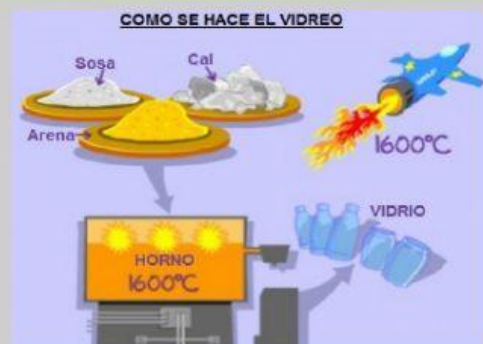 COMO SE HACE EL VIDREO
Sosa
Cal
Arena
1600°C
VIDRIO
HORNO
1600°C